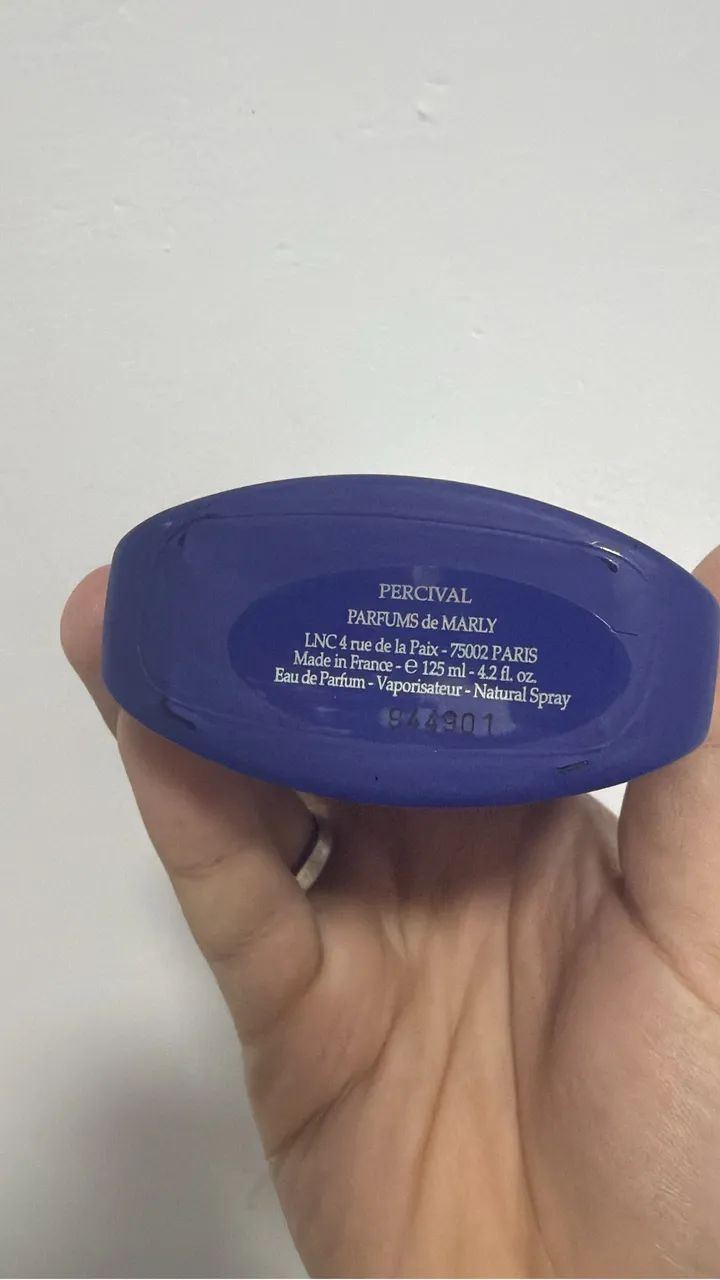 PERCIVAL
PARFUMS de MARLY
LNC 4 rue de la Paix - 75002 PARIS
Made in France - ℮ 125 ml - 4.2 fl. oz.
Eau de Parfum - Vaporisateur - Natural Spray
944901